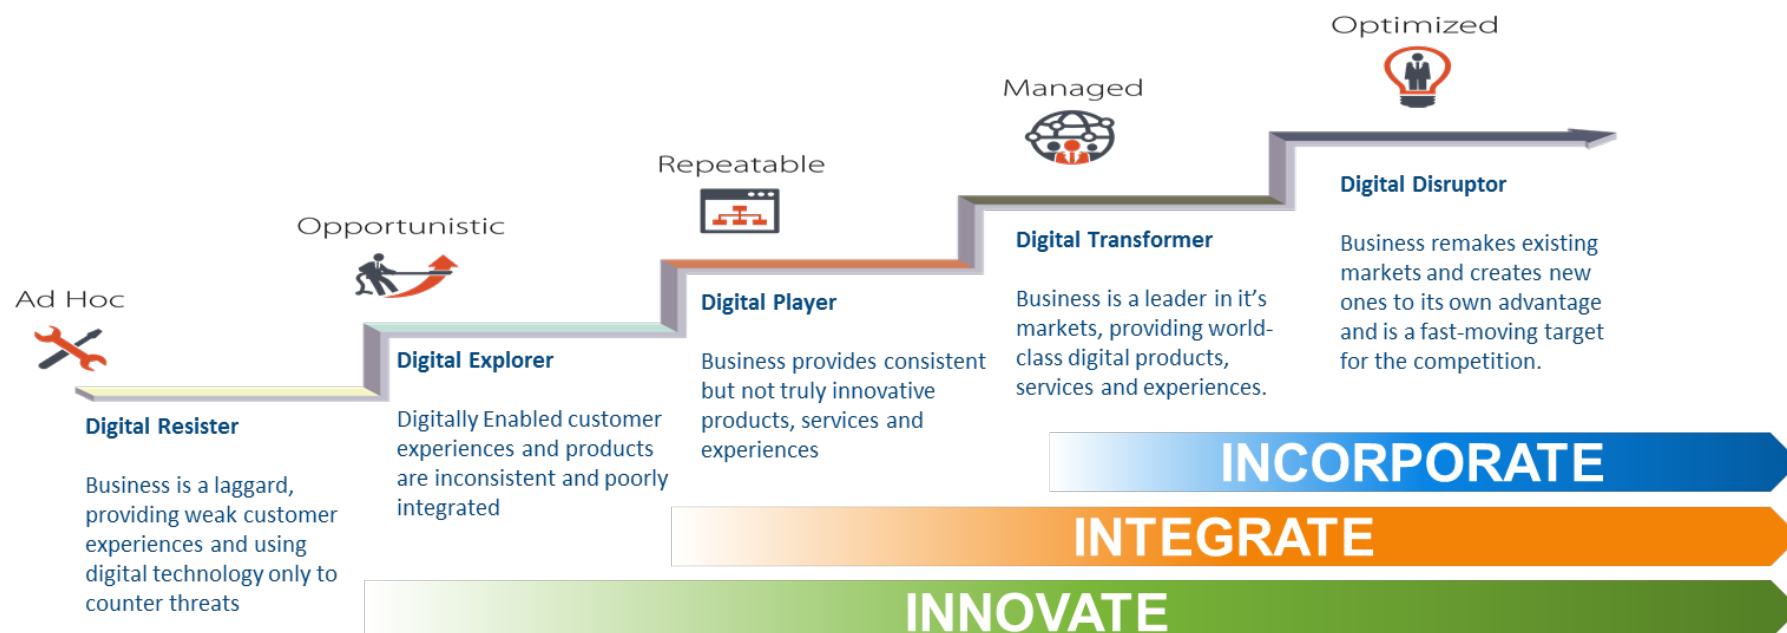 Ad Hoc
Digital Resister
Business is a laggard,
providing weak customer
experiences and using
digital technology only to
counter threats
Opportunistic
Digital Explorer
Digitally Enabled customer
experiences and products
are inconsistent and poorly
integrated
Repeatable
Digital Player
Business provides consistent
but not truly innovative
products, services and
experiences
Managed
Digital Transformer
Business is a leader in it’s
markets, providing world-
class digital products,
services and experiences.
Optimized
Digital Disruptor
Business remakes existing
markets and creates new
ones to its own advantage
and is a fast-moving target
for the competition.
INCORPORATE
INTEGRATE
INNOVATE